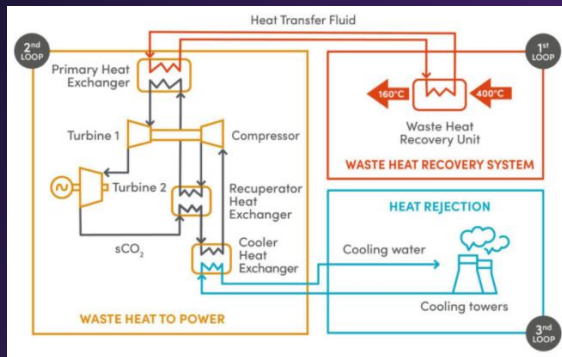 Heat Transfer Fluid
2nd
LOOP
1st
LOOP
Primary Heat
Exchanger
160°C
400°C
Waste Heat
Recovery Unit
WASTE HEAT RECOVERY SYSTEM
Turbine 1
Compressor
Turbine 2
Recuperator
Heat
Exchanger
sCO₂
Cooler
Heat
Exchanger
WASTE HEAT TO POWER
HEAT REJECTION
Cooling water
Cooling towers
3rd
LOOP